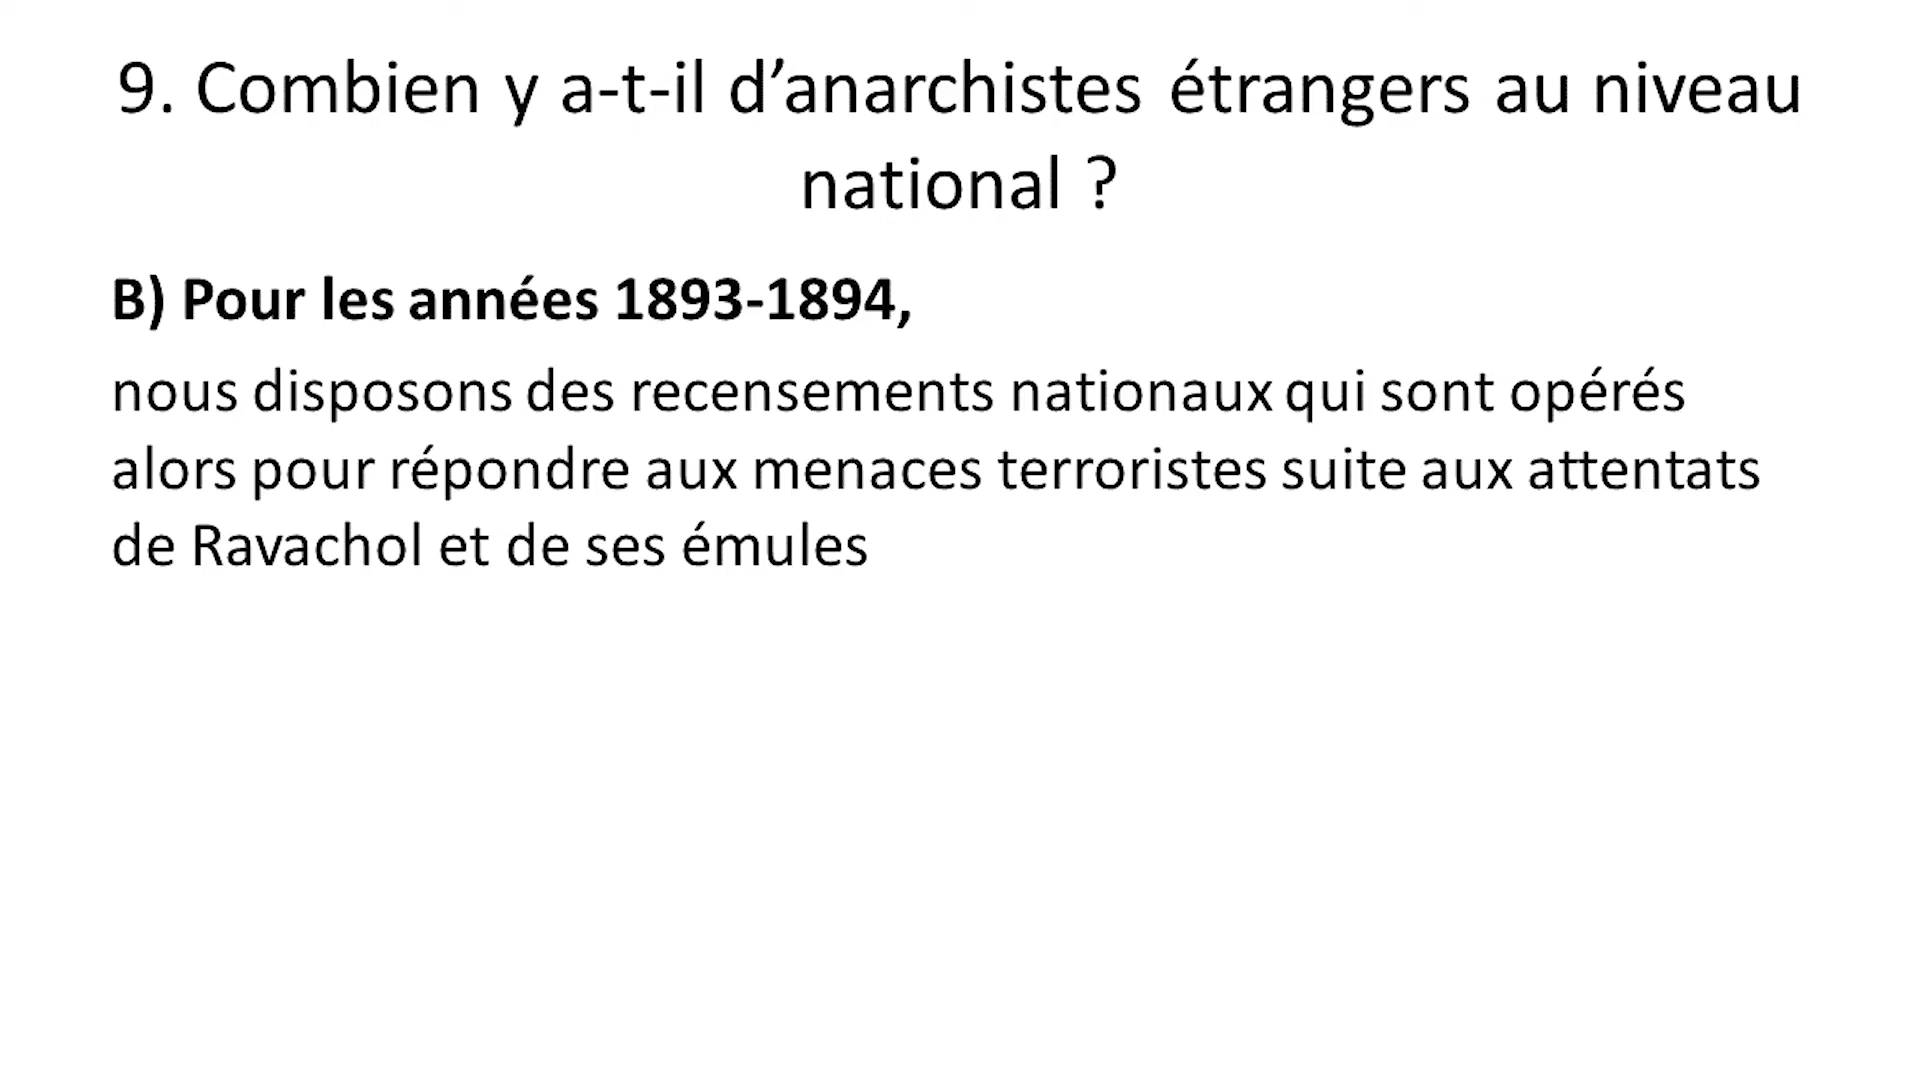 9. Combien y a-t-il d’anarchistes étrangers au niveau
national ?
B) Pour les années 1893-1894,
nous disposons des recensements nationaux qui sont opérés
alors pour répondre aux menaces terroristes suite aux attentats
de Ravachol et de ses émules